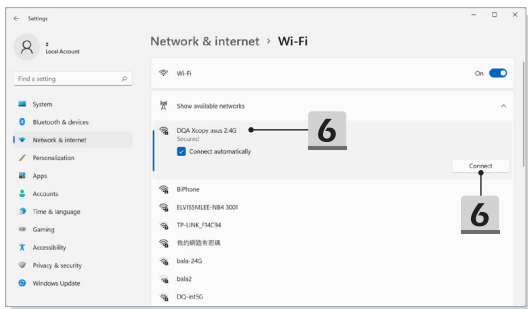 Settings
z
Local Account
Find a setting
System
Bluetooth & devices
Network & internet
Personalization
Apps
Accounts
Time & language
Gaming
Accessibility
Privacy & security
Windows Update
Network & internet > Wi-Fi
Wi-Fi
On
Show available networks
DQA Xcopy asus 2.4G
6
Secured
Connect automatically
Connect
6
BiPhone
ELVISSMLEE-NB4 3001
TP-LINK_F14C94
我的網路有密碼
bala-24G
bala2
DQ-int5G